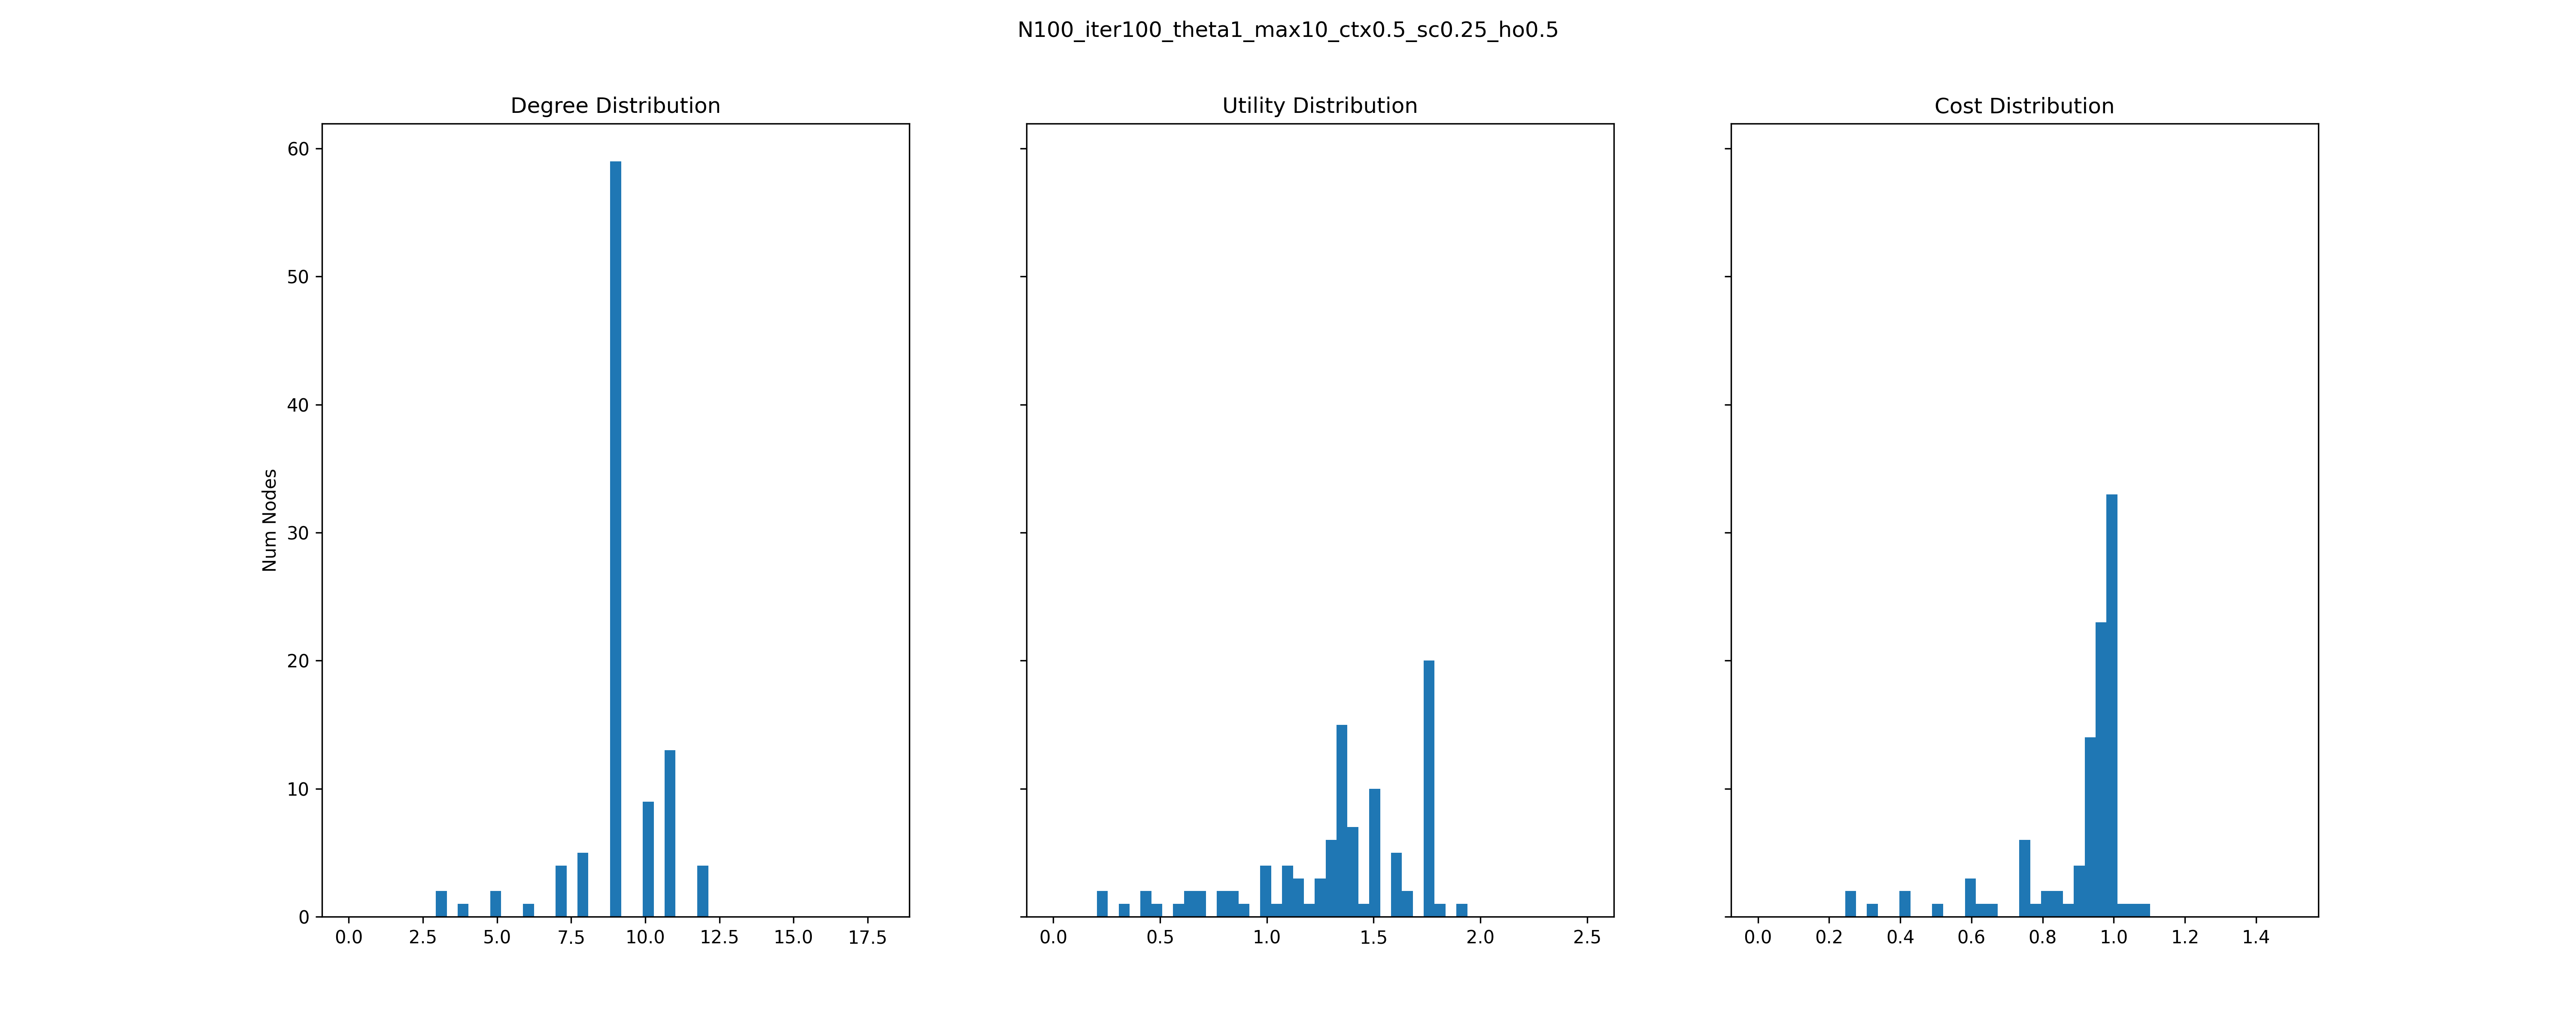 N100_iter100_theta1_max10_ctx0.5_sc0.25_ho0.5
Degree Distribution
Num Nodes
60
50
40
30
20
10
0
0.0 2.5 5.0 7.5 10.0 12.5 15.0 17.5
Utility Distribution
0.0 0.5 1.0 1.5 2.0 2.5
Cost Distribution
0.0 0.2 0.4 0.6 0.8 1.0 1.2 1.4